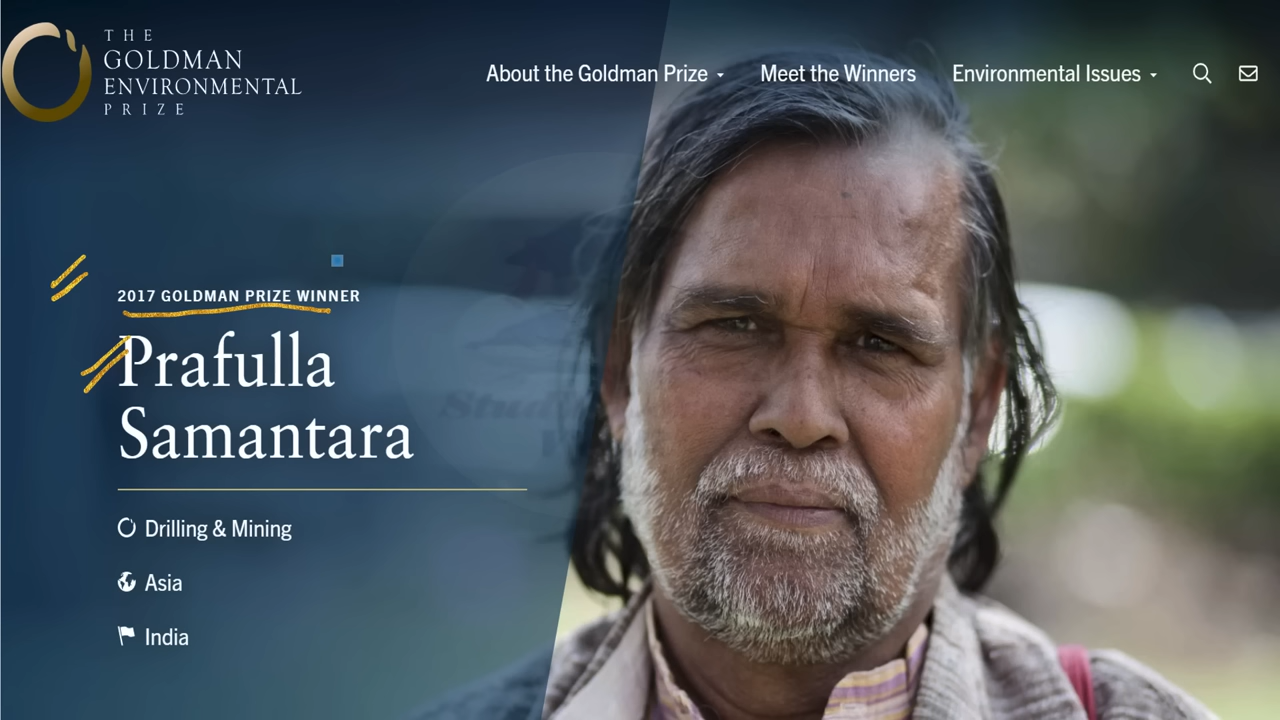 THE
GOLDMAN
ENVIRONMENTAL
PRIZE
About the Goldman Prize
Meet the Winners
Environmental Issues
2017 GOLDMAN PRIZE WINNER
Prafulla
Samantara
Drilling & Mining
Asia
India